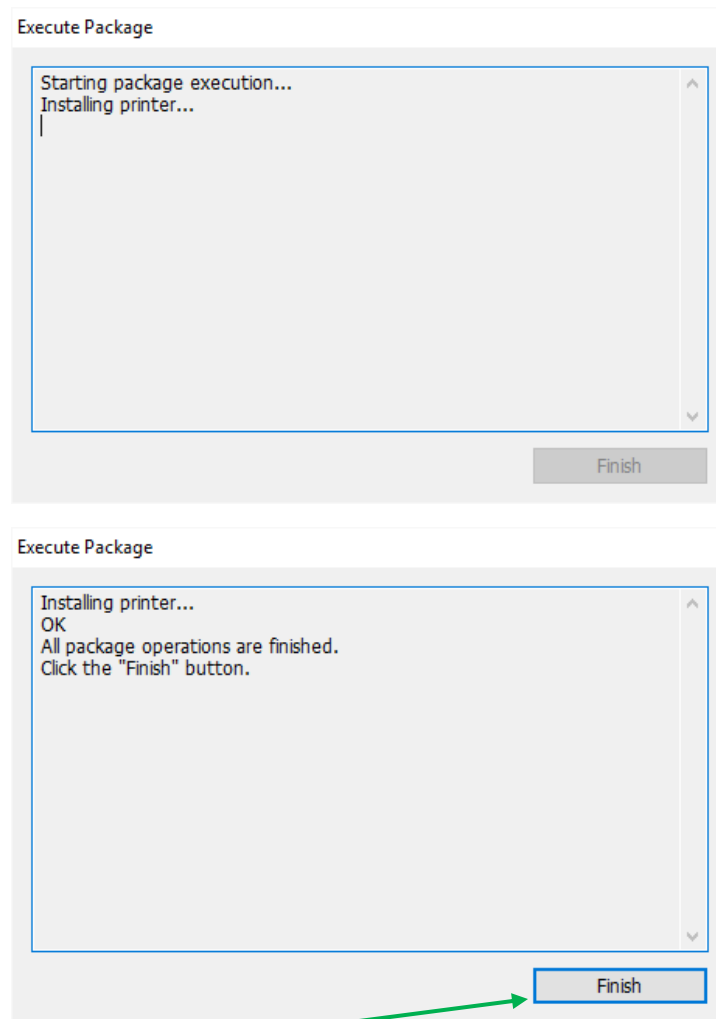 Execute Package
Starting package execution...
Installing printer...
Finish
Execute Package
Installing printer...
OK
All package operations are finished.
Click the "Finish" button.
Finish